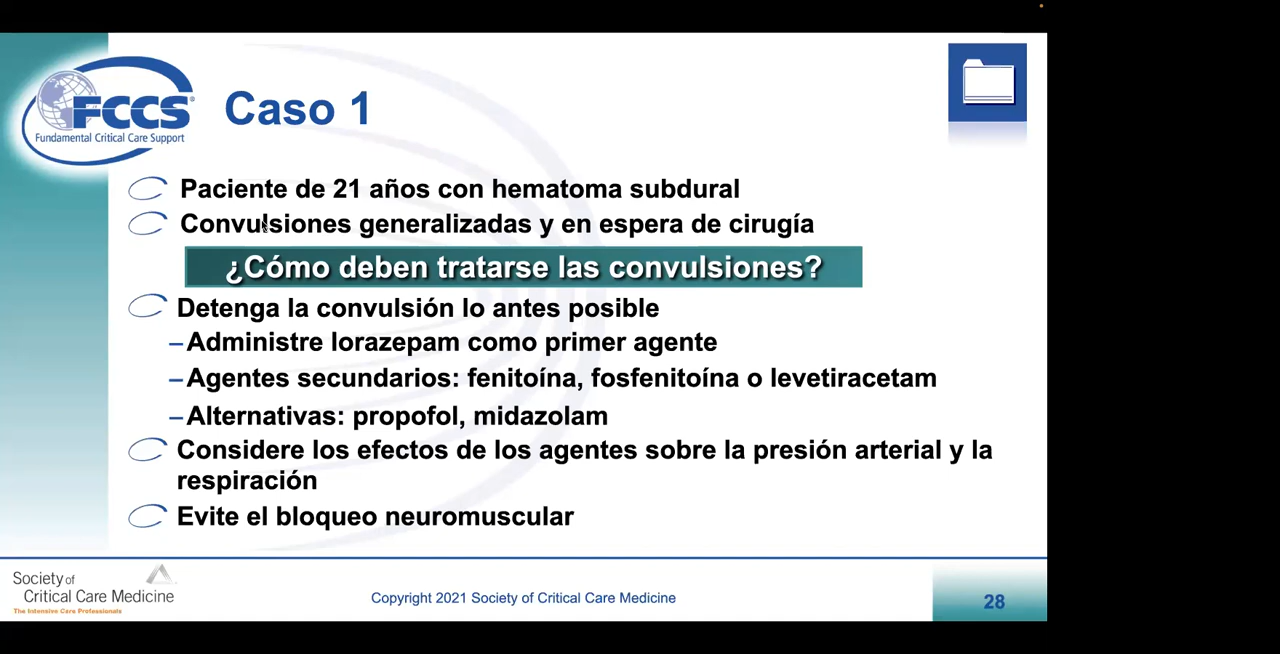 FCCS®
Fundamental Critical Care Support
Caso 1
Paciente de 21 años con hematoma subdural
Convulsiones generalizadas y en espera de cirugía
¿Cómo deben tratarse las convulsiones?
Detenga la convulsión lo antes posible
–Administre lorazepam como primer agente
–Agentes secundarios: fenitoína, fosfenitoína o levetiracetam
–Alternativas: propofol, midazolam
Considere los efectos de los agentes sobre la presión arterial y la
respiración
Evite el bloqueo neuromuscular
Society of
Critical Care Medicine
The Intensive Care Professionals
Copyright 2021 Society of Critical Care Medicine
28